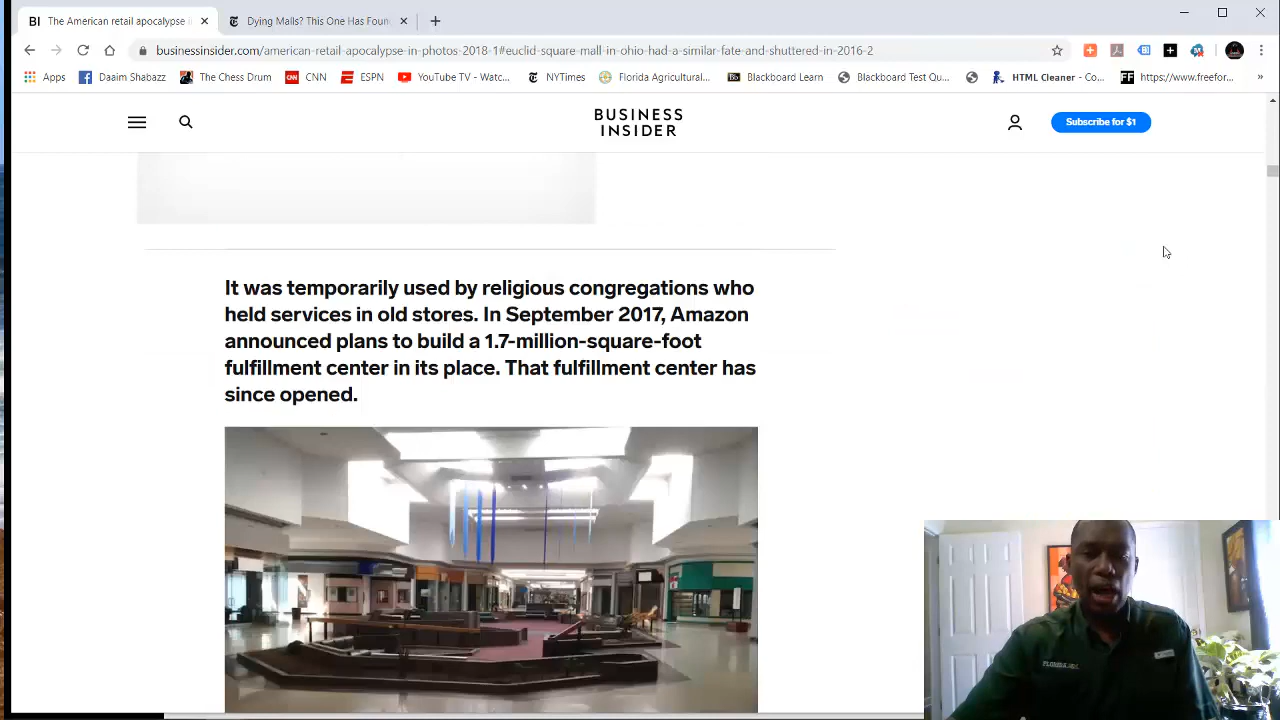 BI The American retail apocalypse i
Dying Malls? This One Has Foun
businessinsider.com/american-retail-apocalypse-in-photos-2018-1#euclid-square-mall-in-ohio-had-a-similar-fate-and-shuttered-in-2016-2
Apps Daaim Shabazz The Chess Drum CNN ESPN YouTube - Watc... NYTimes Florida Agricultural... Blackboard Learn Blackboard Test Qu... HTML Cleaner - Co... https://www.freefor... »
BUSINESS
INSIDER
Subscribe for $1
It was temporarily used by religious congregations who
held services in old stores. In September 2017, Amazon
announced plans to build a 1.7-million-square-foot
fulfillment center in its place. That fulfillment center has
since opened.